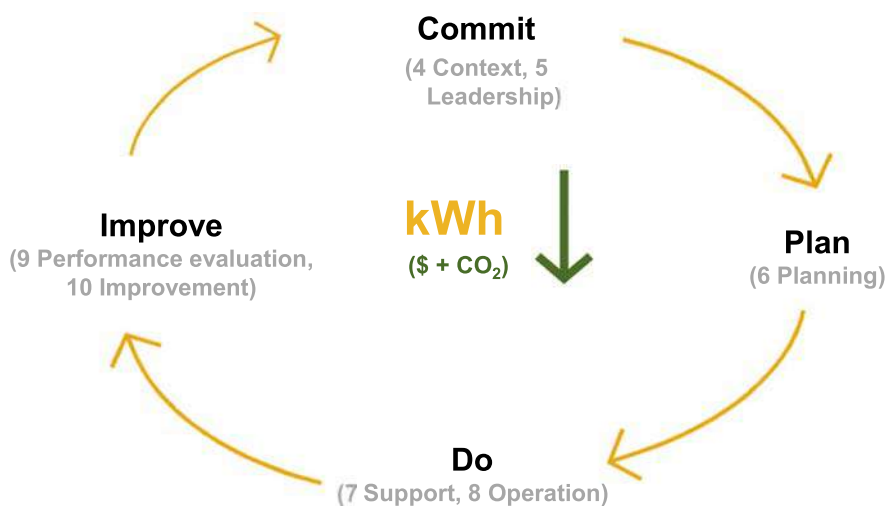 Commit
(4 Context, 5
Leadership)
Plan
(6 Planning)
Do
(7 Support, 8 Operation)
Improve
(9 Performance evaluation,
10 Improvement)
kWh
($ + CO₂)